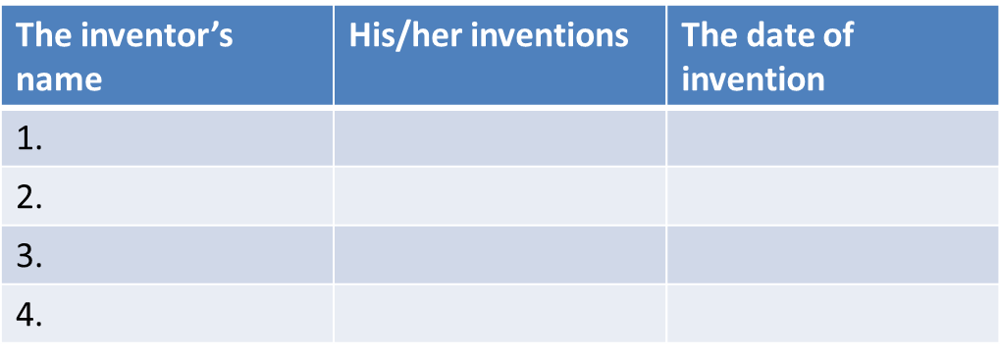 The inventor’s name
His/her inventions
The date of invention
1.
2.
3.
4.